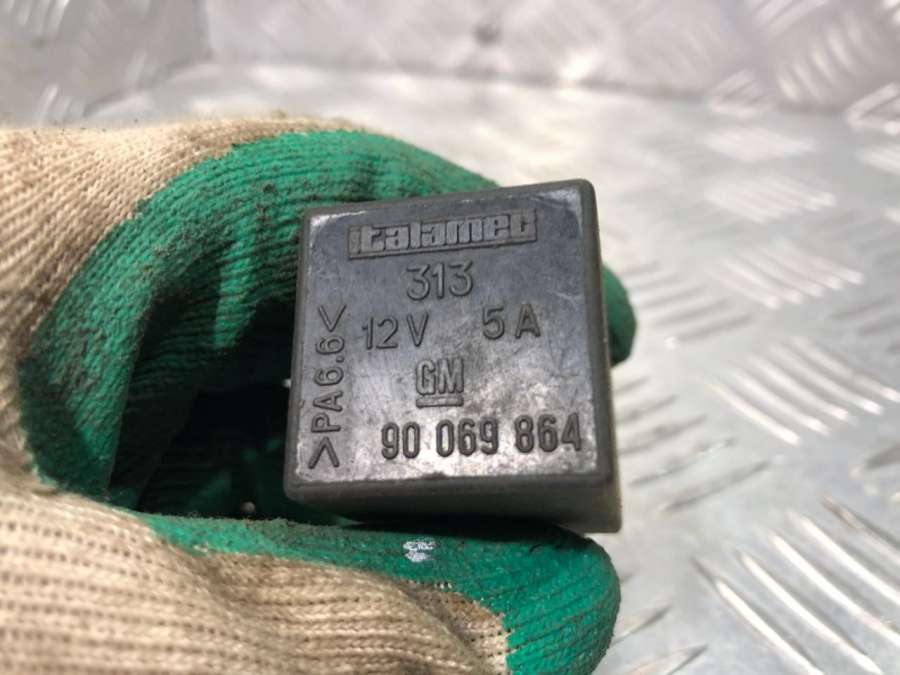 italamec
313
12V 5A
GM
90 069 864
>PA6.6<